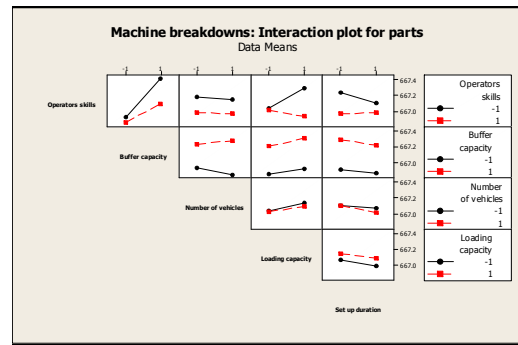 Machine breakdowns: Interaction plot for parts
Data Means
-1 1 -1 1 -1 1 -1 1
Operators skills
667.4
667.2
667.0
Operators
skills
-1
1
Buffer capacity
667.4
667.2
667.0
Buffer
capacity
-1
1
Number of vehicles
667.4
667.2
667.0
Number
of vehicles
-1
1
Loading capacity
667.4
667.2
667.0
Loading
capacity
-1
1
Set up duration